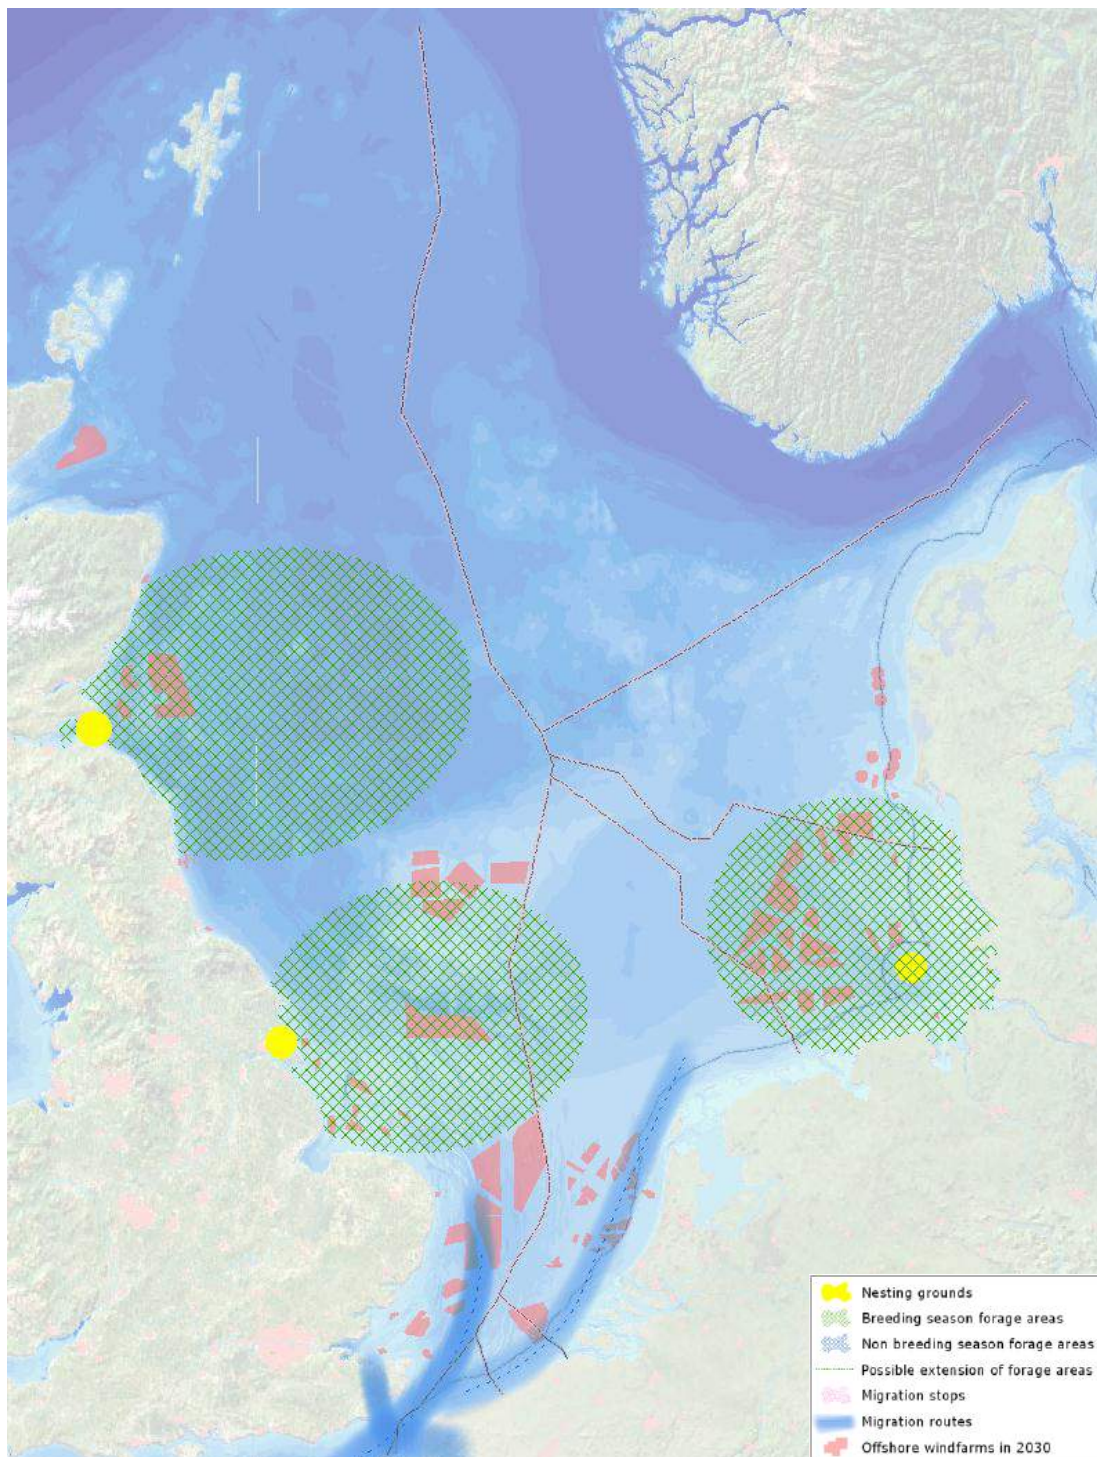 Nesting grounds
Breeding season forage areas
Non breeding season forage areas
Possible extension of forage areas
Migration stops
Migration routes
Offshore windfarms in 2030